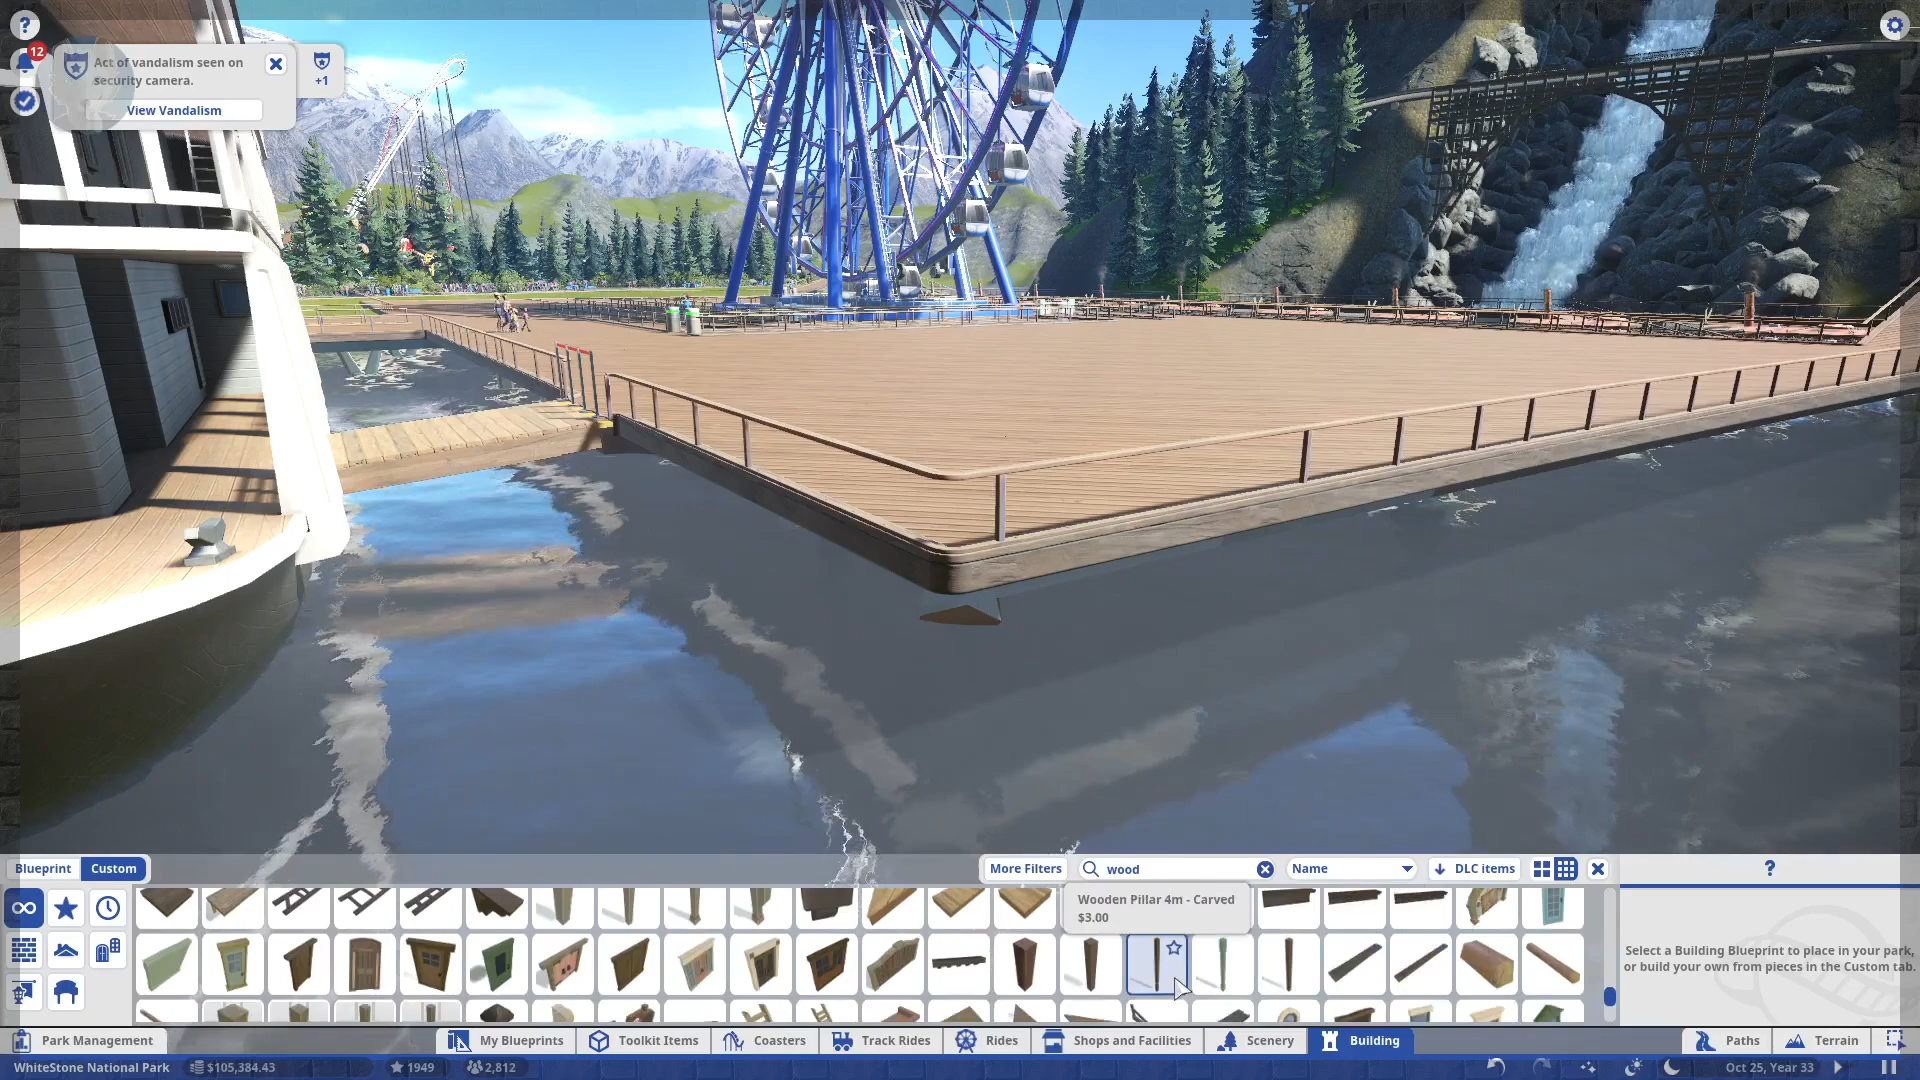 ?
12
Act of vandalism seen on
security camera.
View Vandalism
+1
Blueprint
Custom
More Filters
wood
Name
DLC items
?
Wooden Pillar 4m - Carved
$3.00
Select a Building Blueprint to place in your park,
or build your own from pieces in the Custom tab.
Park Management
My Blueprints
Toolkit Items
Coasters
Track Rides
Rides
Shops and Facilities
Scenery
Building
Paths
Terrain
WhiteStone National Park
$105,384.43
1949
2,812
Oct 25, Year 33